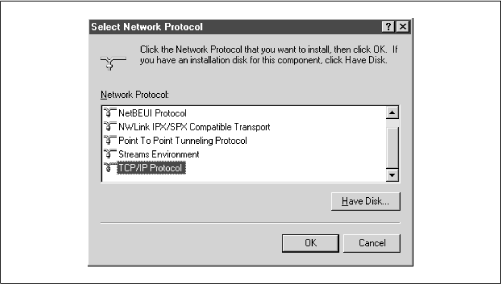 Select Network Protocol
Click the Network Protocol that you want to install, then click OK. If
you have an installation disk for this component, click Have Disk.
Network Protocol:
NetBEUI Protocol
NWLink IPX/SPX Compatible Transport
Point To Point Tunneling Protocol
Streams Environment
TCP/IP Protocol
Have Disk...
OK
Cancel